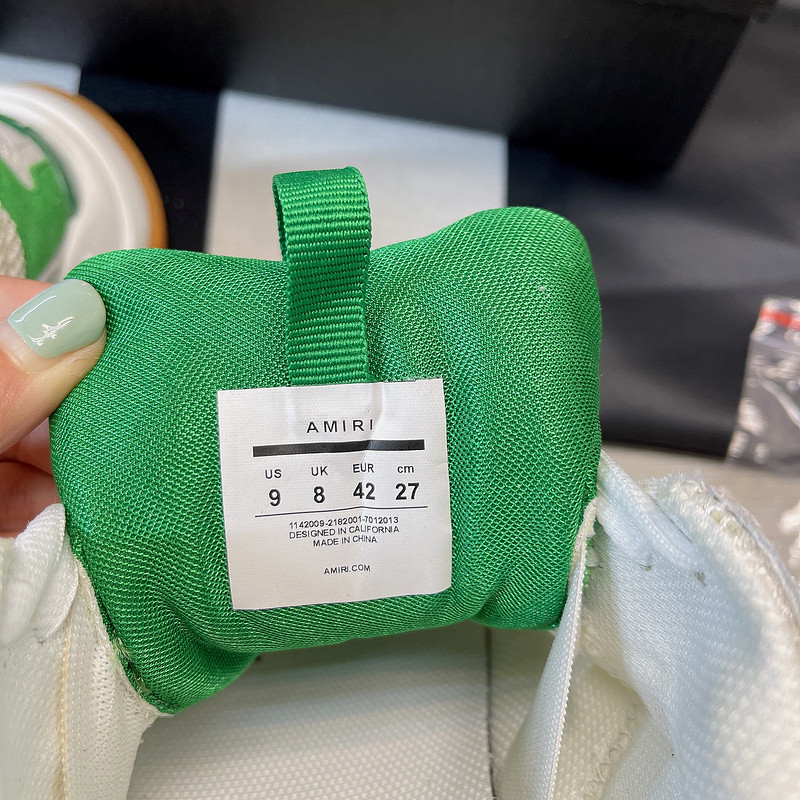 AMIRI
US UK EUR cm
9 8 42 27
1142009-2182001-7012013
DESIGNED IN CALIFORNIA
MADE IN CHINA
AMIRI.COM